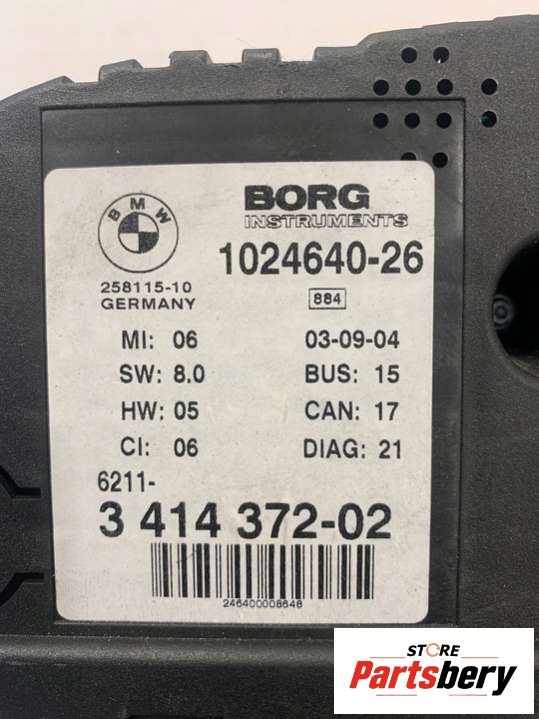 BMW
BORG
INSTRUMENTS
1024640-26
258115-10
GERMANY
884
MI: 06 03-09-04
SW: 8.0 BUS: 15
HW: 05 CAN: 17
CI: 06 DIAG: 21
6211-
3 414 372-02
246400008648
STORE
Partsbery